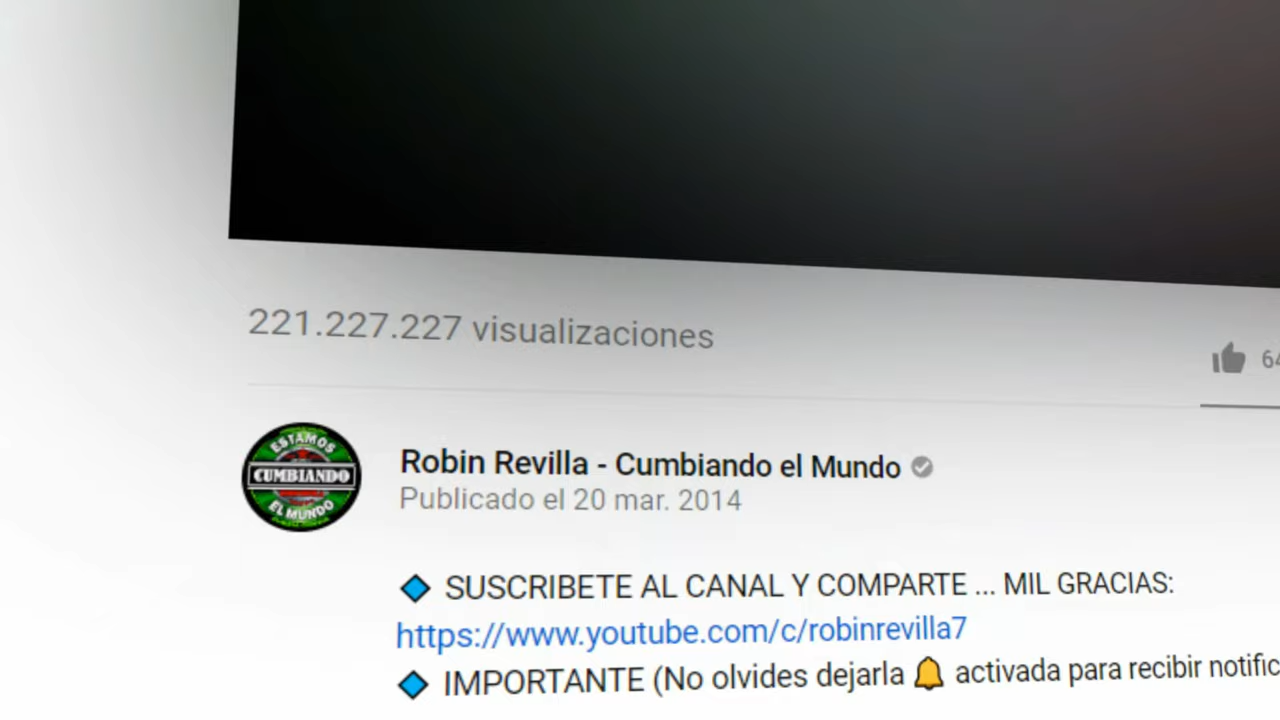 221.227.227 visualizaciones
64
ESTAMOS
CUMBIANDO
EL MUNDO
Robin Revilla - Cumbiando el Mundo
Publicado el 20 mar. 2014
SUSCRIBETE AL CANAL Y COMPARTE ... MIL GRACIAS:
https://www.youtube.com/c/robinrevilla7
IMPORTANTE (No olvides dejarla 🔔 activada para recibir notific